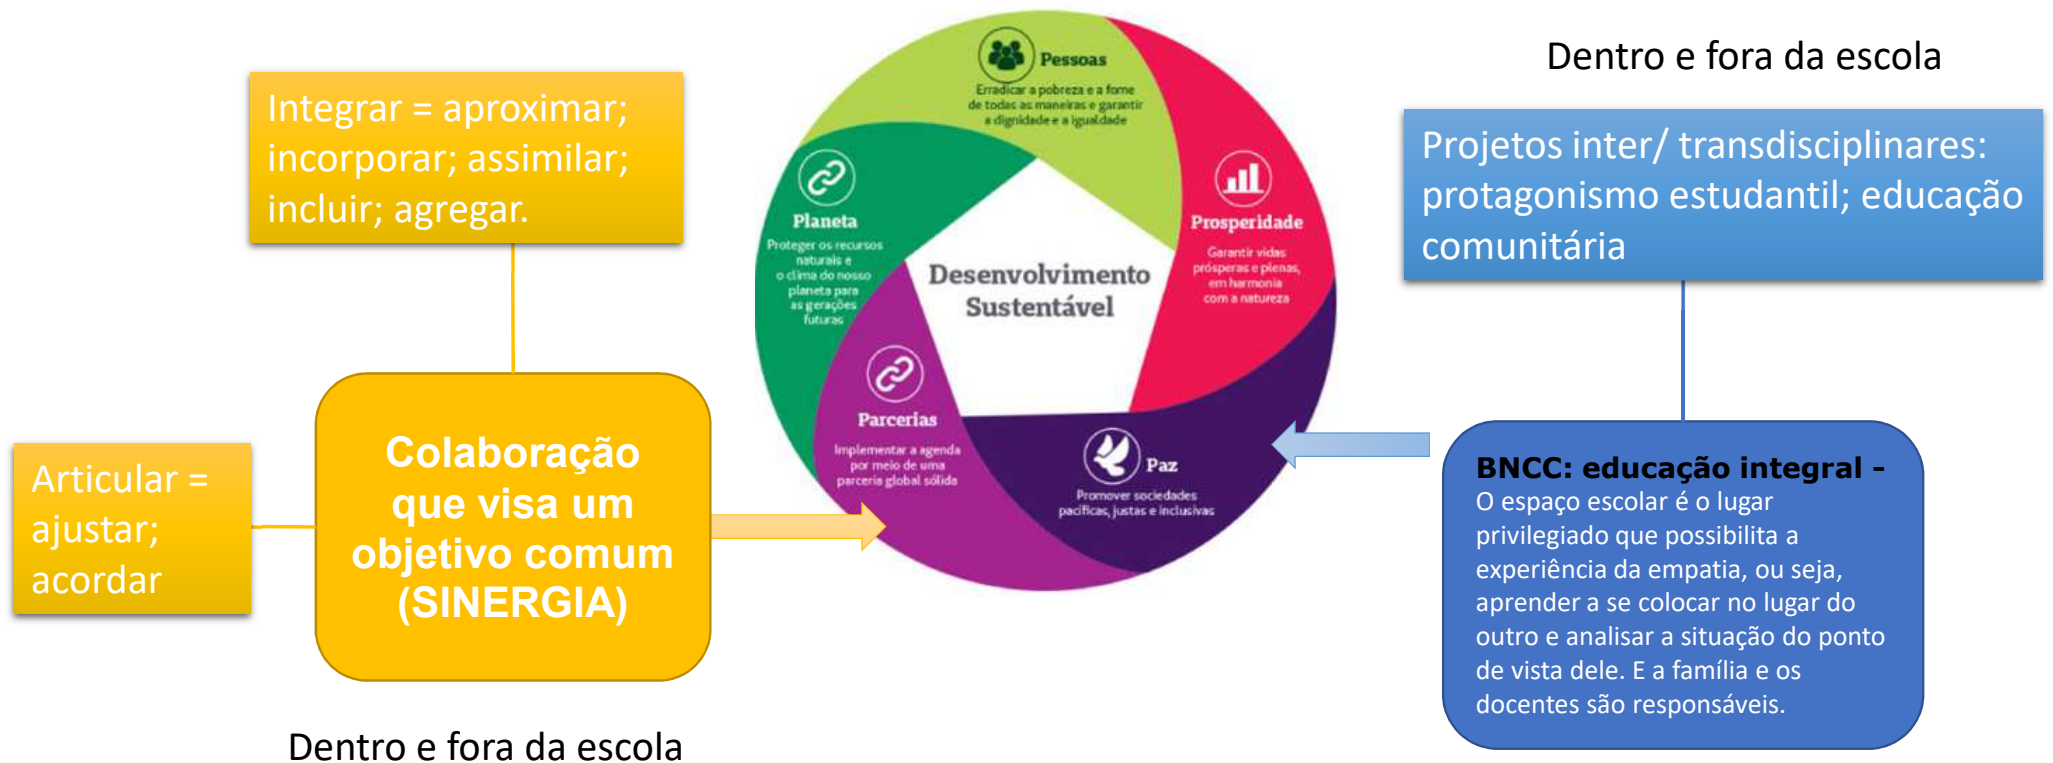 Integrar = aproximar;
incorporar; assimilar;
incluir; agregar.
Articular =
ajustar;
acordar
Colaboração
que visa um
objetivo comum
(SINERGIA)
Dentro e fora da escola
Pessoas
Erradicar a pobreza e a fome
de todas as maneiras e garantir
a dignidade e a igualdade
Planeta
Proteger os recursos
naturais e
o clima do nosso
planeta para
as gerações
futuras
Prosperidade
Garantir vidas
prósperas e plenas,
em harmonia
com a natureza
Desenvolvimento
Sustentável
Parcerias
Implementar a agenda
por meio de uma
parceria global sólida
Paz
Promover sociedades
pacíficas, justas e inclusivas
Dentro e fora da escola
Projetos inter/ transdisciplinares:
protagonismo estudantil; educação
comunitária
BNCC: educação integral -
O espaço escolar é o lugar
privilegiado que possibilita a
experiência da empatia, ou seja,
aprender a se colocar no lugar do
outro e analisar a situação do ponto
de vista dele. E a família e os
docentes são responsáveis.